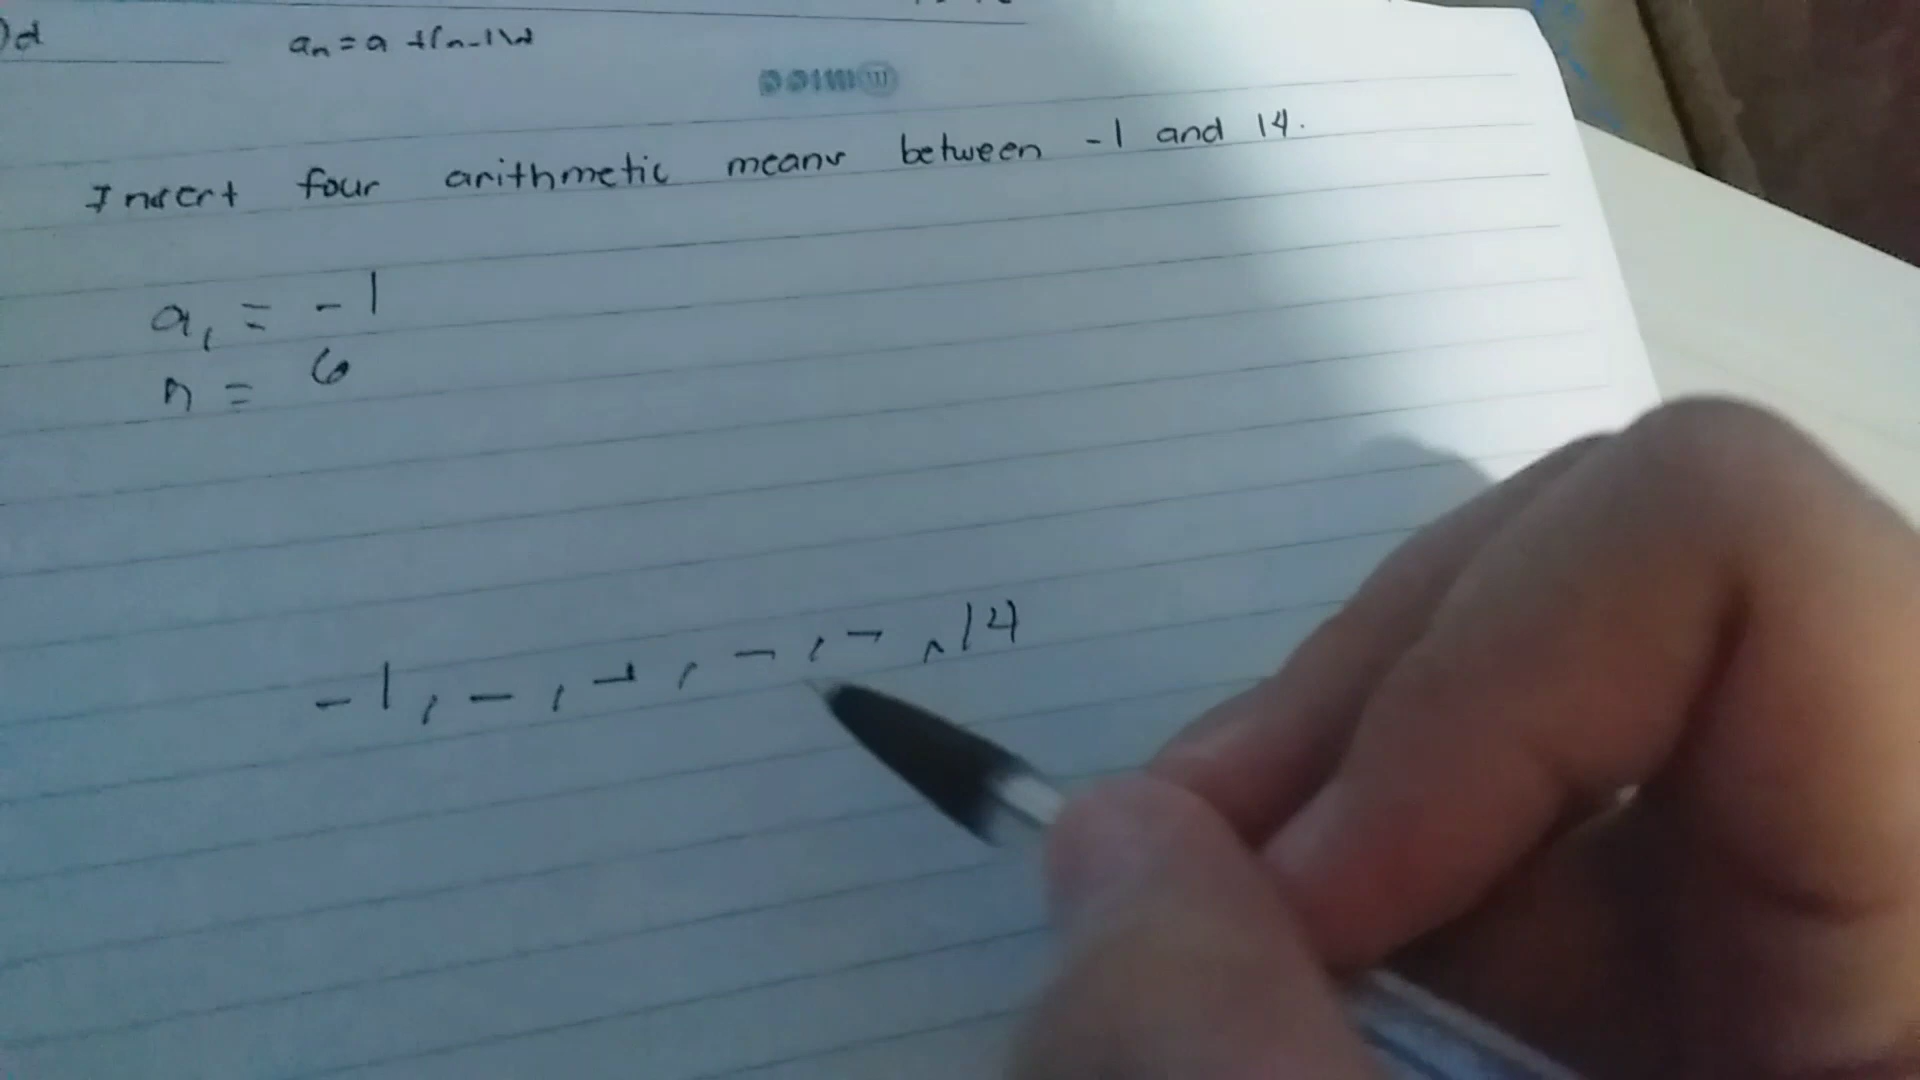 an = a +(n-1)d
Insert four arithmetic means between -1 and 14.
a1 = -1
n = 6
-1, _, _, _, _, 14